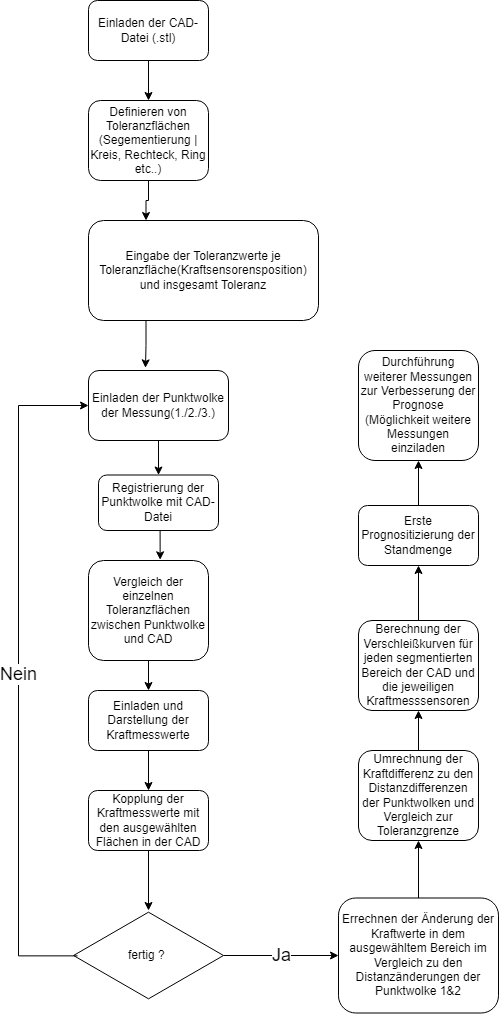 Einladen der CAD-
Datei (.stl)
Definieren von
Toleranzflächen
(Segementierung |
Kreis, Rechteck, Ring
etc..)
Eingabe der Toleranzwerte je
Toleranzfläche(Kraftsensorensposition)
und insgesamt Toleranz
Einladen der Punktwolke
der Messung(1./2./3.)
Registrierung der
Punktwolke mit CAD-
Datei
Vergleich der
einzelnen
Toleranzflächen
zwischen Punktwolke
und CAD
Einladen und
Darstellung der
Kraftmesswerte
Kopplung der
Kraftmesswerte mit
den ausgewählten
Flächen in der CAD
fertig ?
Nein
Ja
Errechnen der Änderung der
Kraftwerte in dem
ausgewähltem Bereich im
Vergleich zu den
Distanzänderungen der
Punktwolke 1&2
Umrechnung der
Kraftdifferenz zu den
Distanzdifferenzen
der Punktwolken und
Vergleich zur
Toleranzgrenze
Berechnung der
Verschleißkurven für
jeden segmentierten
Bereich der CAD und
die jeweiligen
Kraftmesssensoren
Erste
Prognositizierung der
Standmenge
Durchführung
weiterer Messungen
zur Verbesserung der
Prognose
(Möglichkeit weitere
Messungen
einziladen